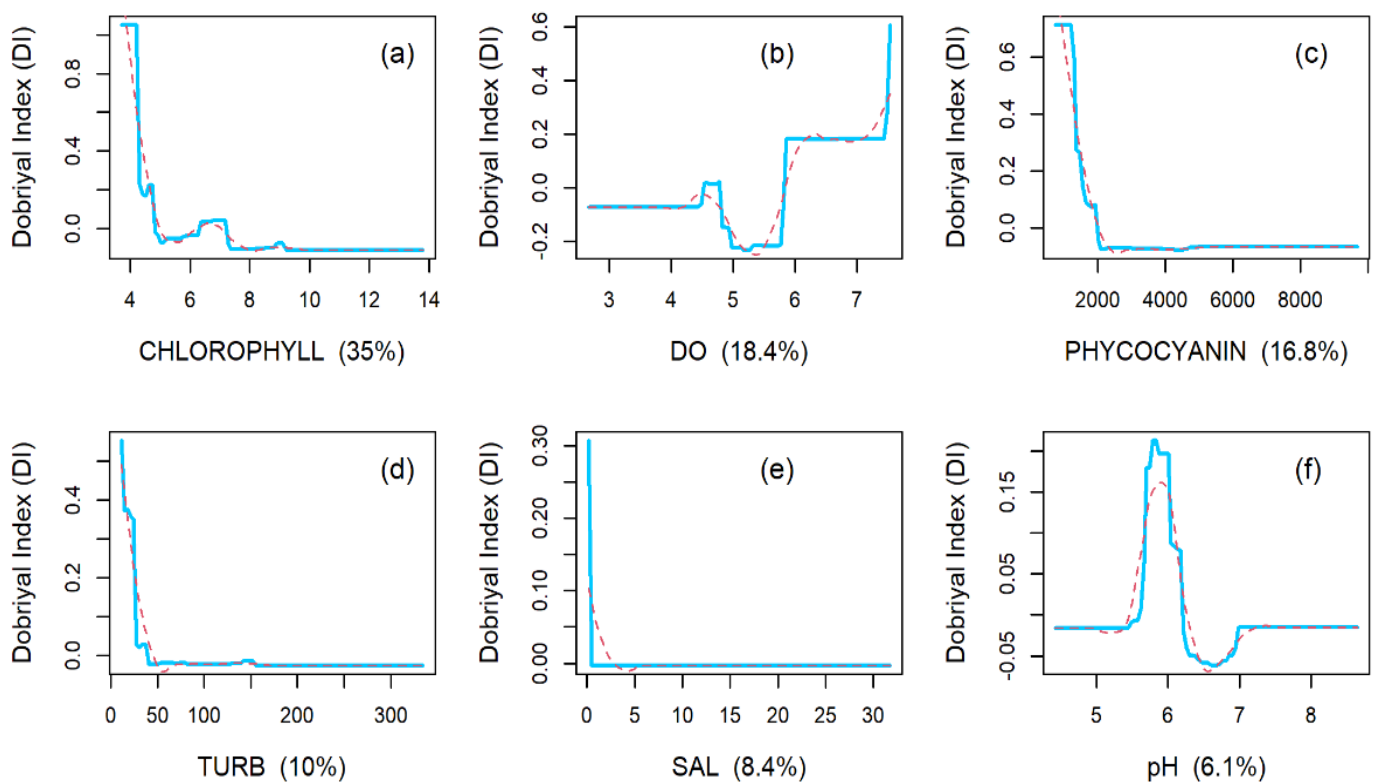 Dobriyal Index (DI)
0.0 0.4 0.8
(a)
4 6 8 10 12 14
CHLOROPHYLL (35%)
Dobriyal Index (DI)
-0.2 0.0 0.2 0.4 0.6
(b)
3 4 5 6 7
DO (18.4%)
Dobriyal Index (DI)
0.0 0.2 0.4 0.6
(c)
2000 4000 6000 8000
PHYCOCYANIN (16.8%)
Dobriyal Index (DI)
0.0 0.2 0.4
(d)
0 50 100 200 300
TURB (10%)
Dobriyal Index (DI)
0.00 0.10 0.20 0.30
(e)
0 5 10 15 20 25 30
SAL (8.4%)
Dobriyal Index (DI)
-0.05 0.05 0.15
(f)
5 6 7 8
pH (6.1%)